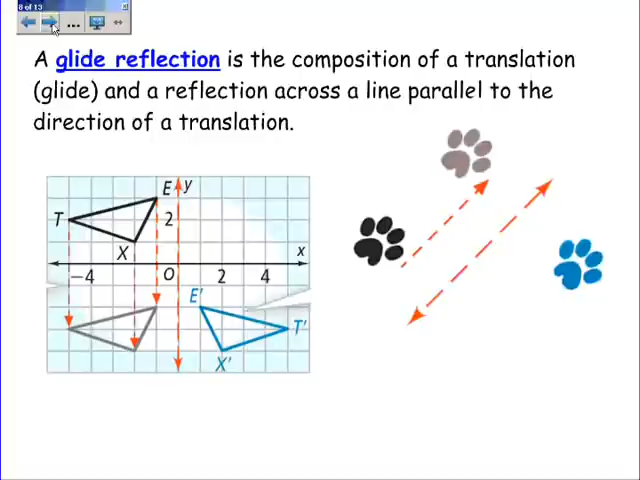 8 of 13
A glide reflection is the composition of a translation
(glide) and a reflection across a line parallel to the
direction of a translation.
E y
T 2
X x
−4 O 2 4
E′
T′
X′